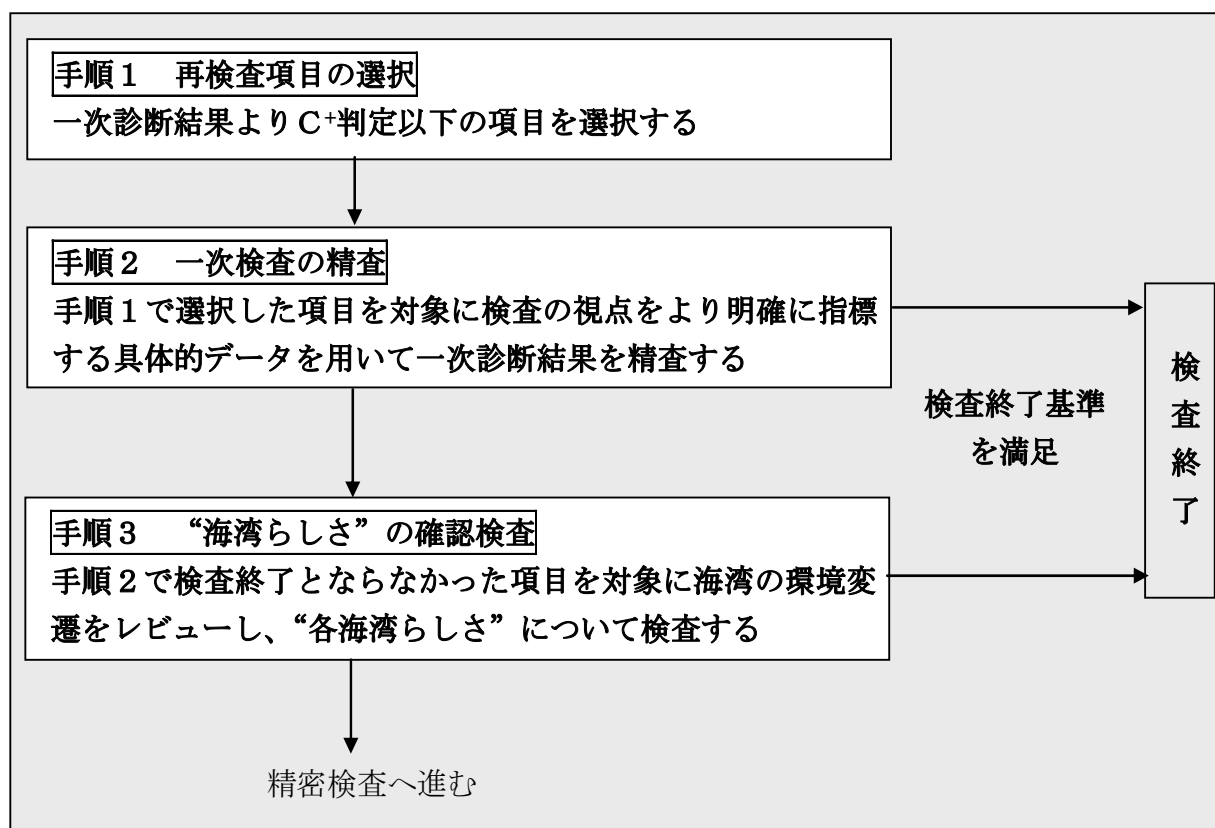 手順１　再検査項目の選択
一次診断結果よりＣ⁺判定以下の項目を選択する
手順２　一次検査の精査
手順１で選択した項目を対象に検査の視点をより明確に指標
する具体的データを用いて一次診断結果を精査する
検査終了基準
を満足
検査終了
手順３　“海湾らしさ”の確認検査
手順２で検査終了とならなかった項目を対象に海湾の環境変
遷をレビューし、“各海湾らしさ”について検査する
精密検査へ進む